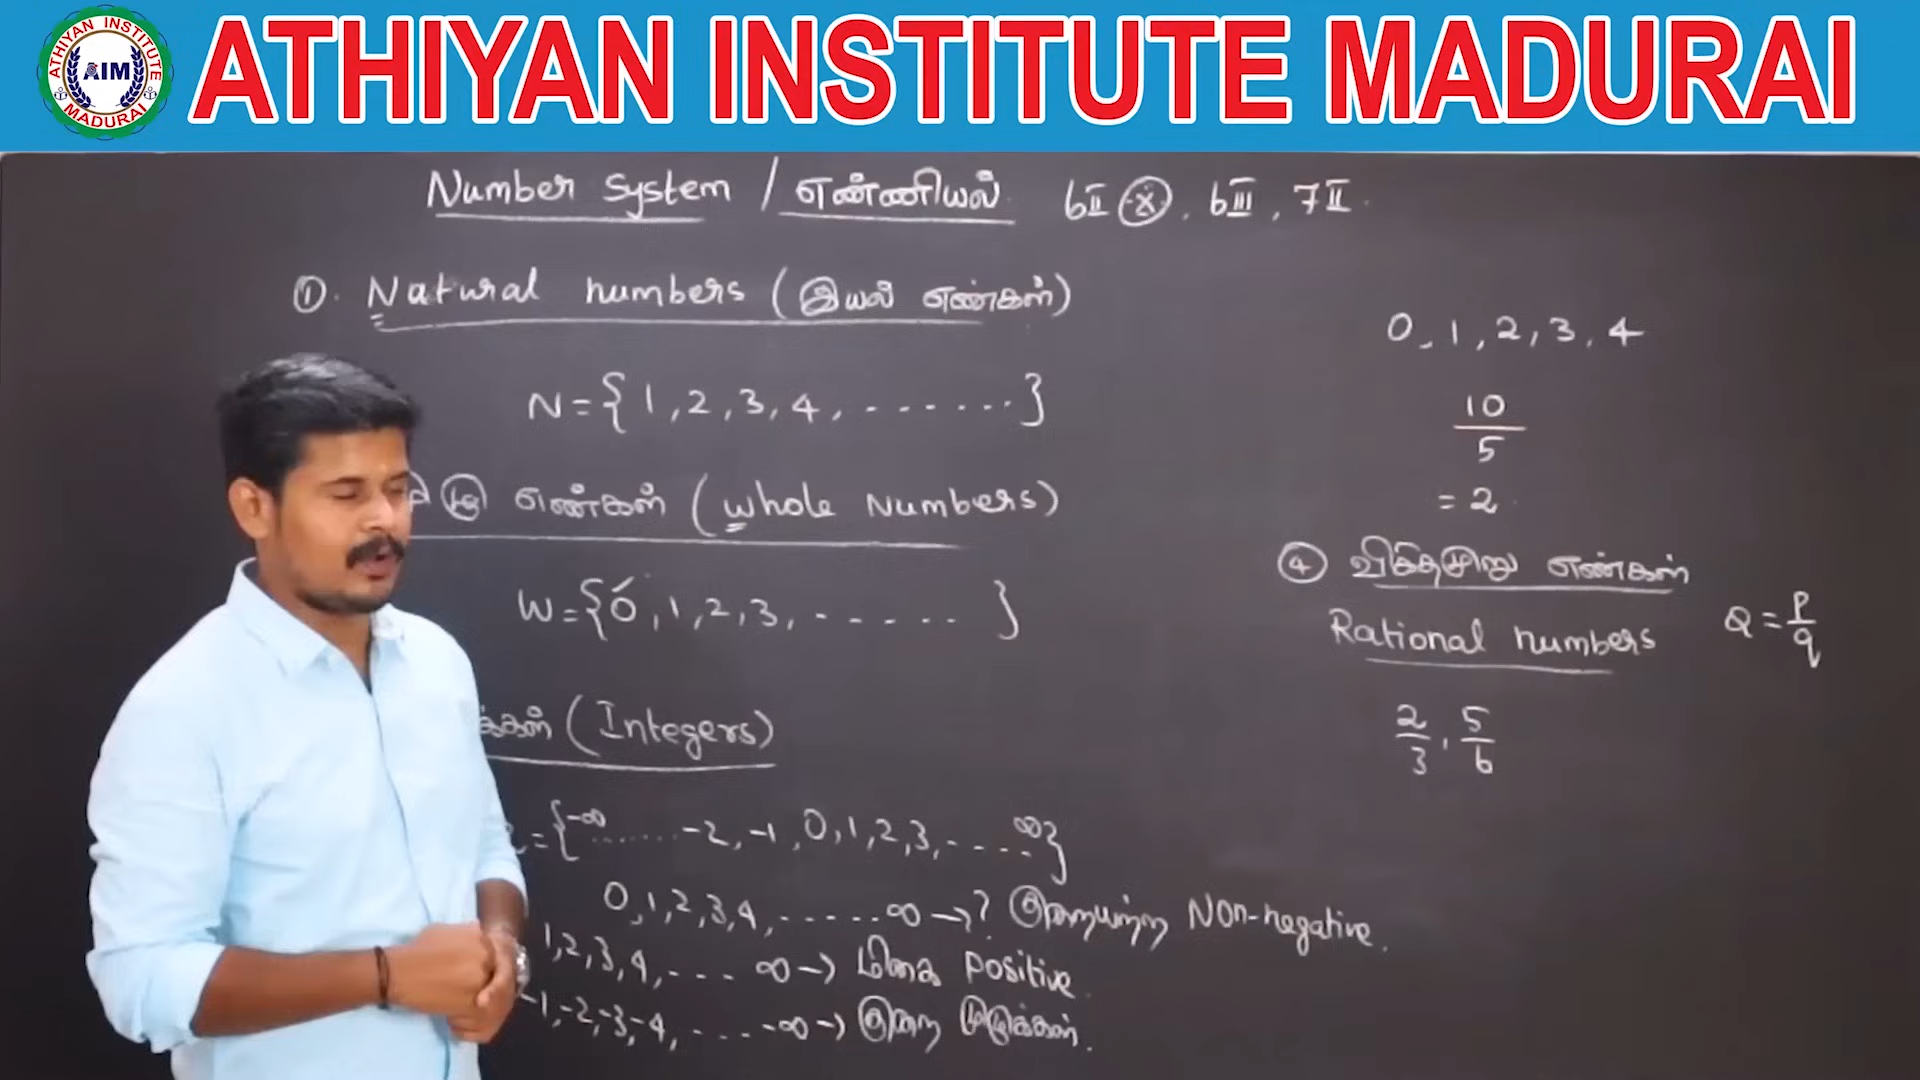 ATHIYAN INSTITUTE MADURAI
ATHIYAN INSTITUTE
AIM
MADURAI
Number System / எண்ணியல் 6II X, 6III, 7II.
①. Natural numbers (இயல் எண்கள்)
N = { 1, 2, 3, 4, ....... }
எண்கள் (Whole Numbers)
W = { 0, 1, 2, 3, ...... }
(Integers)
= { -∞ ....... -2, -1, 0, 1, 2, 3, ..... ∞ }
0, 1, 2, 3, 4, ...... ∞ → ? குறையற்ற Non-negative.
1, 2, 3, 4, .... ∞ → மிகை positive.
-1, -2, -3, -4, .... -∞ → குறை முழுக்கள்.
0, 1, 2, 3, 4
10
5
= 2
④ விகிதமுறு எண்கள்
Rational numbers Q = p/q
2/3, 5/6